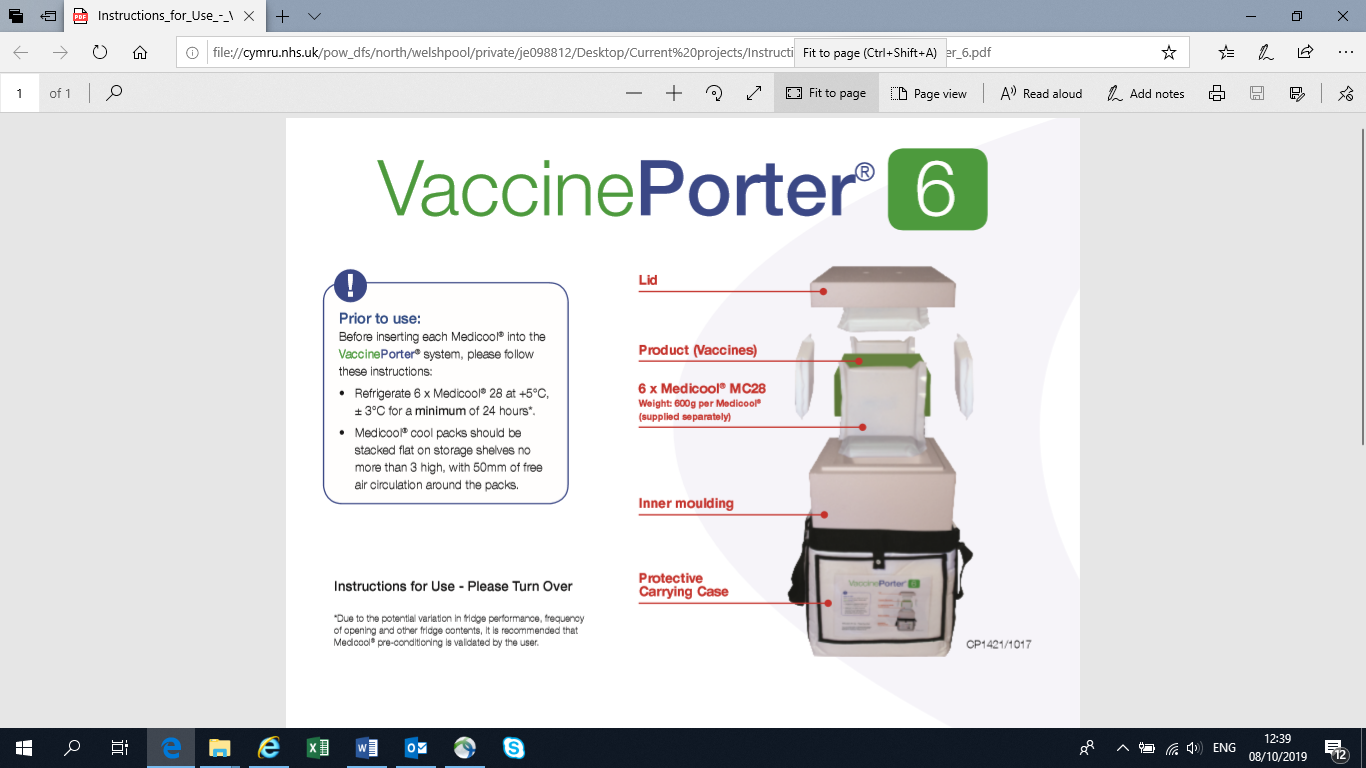 Instructions_for_Use_-_V
file://cymru.nhs.uk/pow_dfs/north/welshpool/private/je098812/Desktop/Current%20projects/Instructi
Fit to page (Ctrl+Shift+A)
er_6.pdf
1 of 1
Fit to page
Page view
Read aloud
Add notes
VaccinePorter® 6
!
Prior to use:
Before inserting each Medicool® into the
VaccinePorter® system, please follow
these instructions:
• Refrigerate 6 x Medicool® 28 at +5°C,
± 3°C for a minimum of 24 hours*.
• Medicool® cool packs should be
stacked flat on storage shelves no
more than 3 high, with 50mm of free
air circulation around the packs.
Instructions for Use - Please Turn Over
*Due to the potential variation in fridge performance, frequency
of opening and other fridge contents, it is recommended that
Medicool® pre-conditioning is validated by the user.
Lid
Product (Vaccines)
6 x Medicool® MC28
Weight: 600g per Medicool®
(supplied separately)
Inner moulding
Protective
Carrying Case
VaccinePorter® 6
CP1421/1017
ENG
12:39
08/10/2019
12